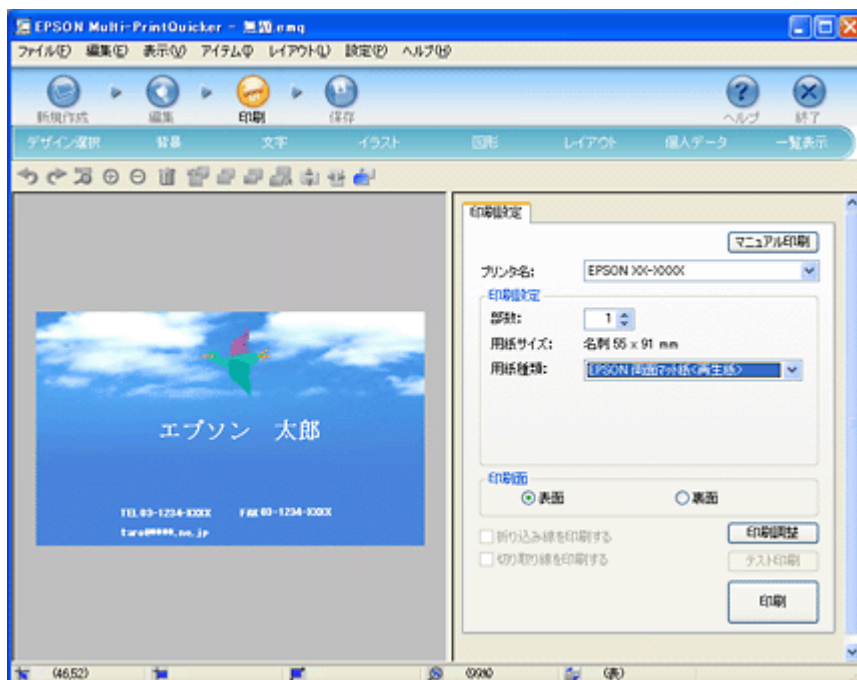 EPSON Multi-PrintQuicker - 無題.emq
ファイル(F) 編集(E) 表示(V) アイテム(I) レイアウト(L) 設定(P) ヘルプ(H)
新規作成 編集 印刷 保存 ヘルプ 終了
デザイン選択 背景 文字 イラスト 図形 レイアウト 個人データ 一覧表示
印刷設定
マニュアル印刷
プリンタ名: EPSON XX-XXXX
印刷設定
部数: 1
用紙サイズ: 名刺 55 x 91 mm
用紙種類: EPSON 両面マット紙<再生紙>
印刷面
表面 裏面
折り込み線を印刷する 印刷調整
切り取り線を印刷する テスト印刷
印刷
エプソン 太郎
TEL 03-1234-XXXX FAX 03-1234-XXXX
(46,52) (表)